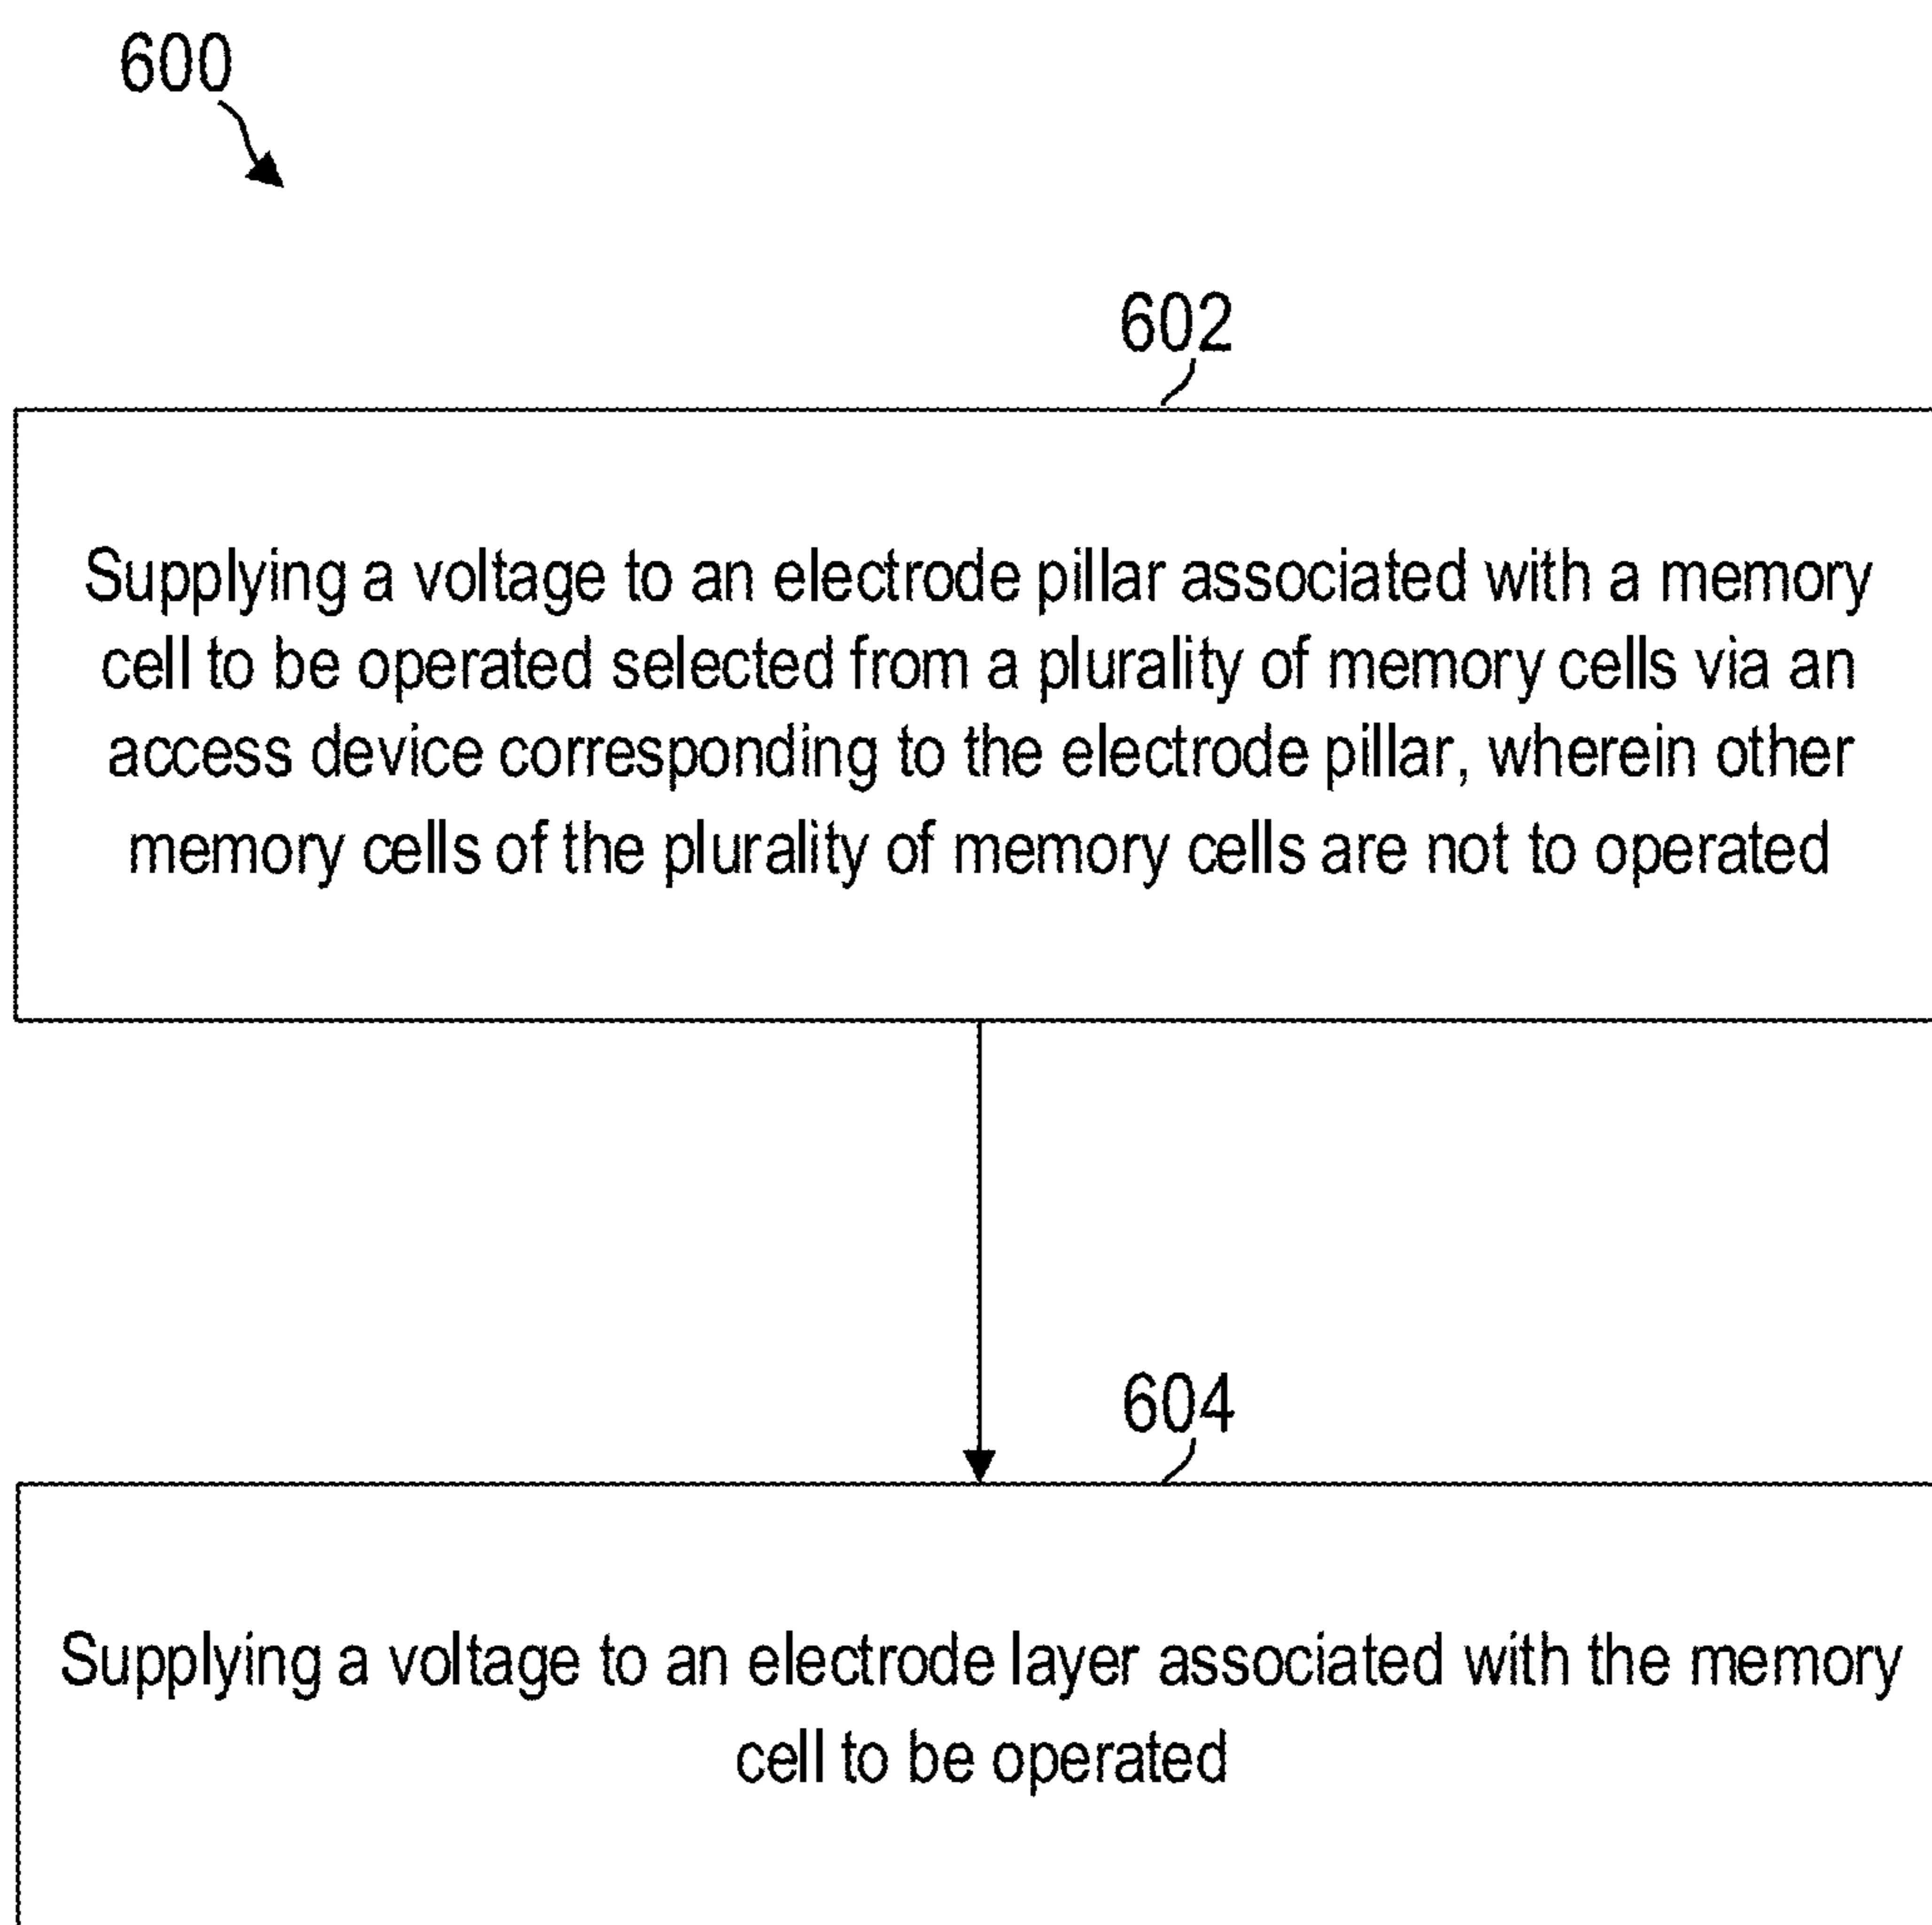 600
602
Supplying a voltage to an electrode pillar associated with a memory
cell to be operated selected from a plurality of memory cells via an
access device corresponding to the electrode pillar, wherein other
memory cells of the plurality of memory cells are not to operated
604
Supplying a voltage to an electrode layer associated with the memory
cell to be operated